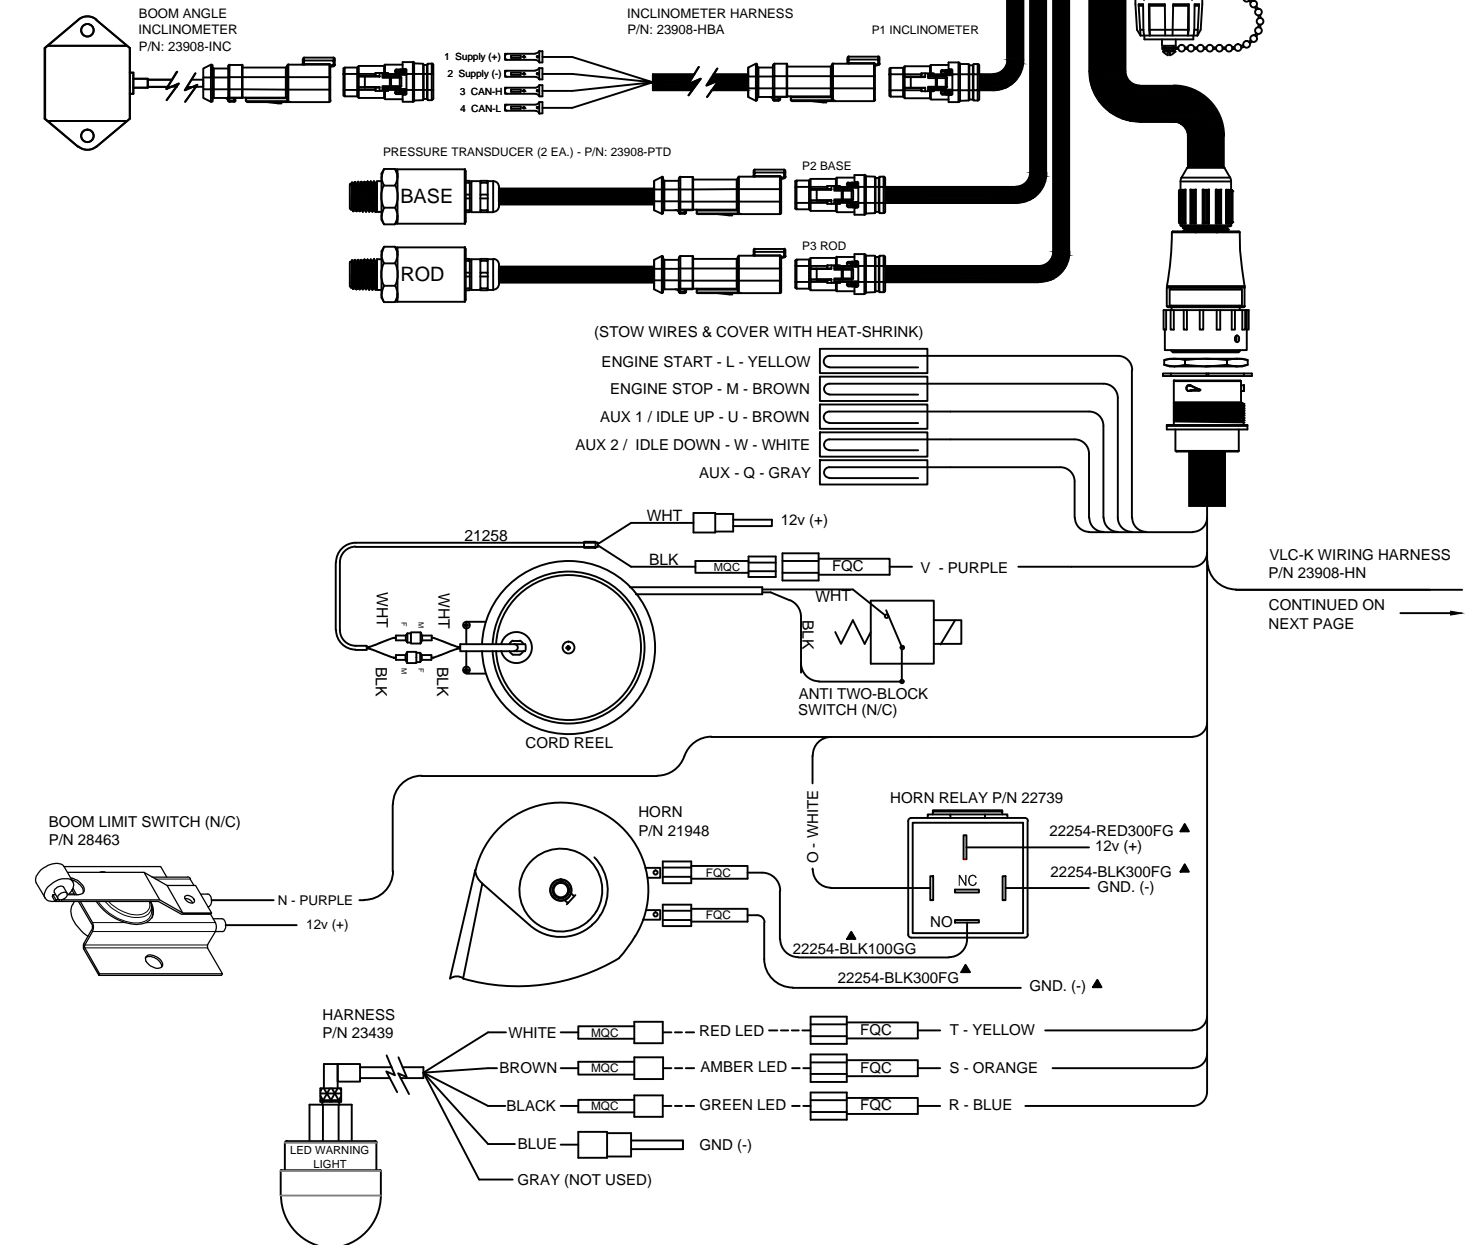 BOOM ANGLE
INCLINOMETER
P/N: 23908-INC
INCLINOMETER HARNESS
P/N: 23908-HBA
P1 INCLINOMETER
1 Supply (+)
2 Supply (-)
3 CAN-H
4 CAN-L
PRESSURE TRANSDUCER (2 EA.) - P/N: 23908-PTD
BASE
P2 BASE
ROD
P3 ROD
(STOW WIRES & COVER WITH HEAT-SHRINK)
ENGINE START - L - YELLOW
ENGINE STOP - M - BROWN
AUX 1 / IDLE UP - U - BROWN
AUX 2 / IDLE DOWN - W - WHITE
AUX - Q - GRAY
21258
WHT
12v (+)
BLK
MQC
FQC
V - PURPLE
VLC-K WIRING HARNESS
P/N 23908-HN
CONTINUED ON
NEXT PAGE
WHT
F
M
WHT
BLK
M
F
BLK
WHT
BLK
ANTI TWO-BLOCK
SWITCH (N/C)
CORD REEL
BOOM LIMIT SWITCH (N/C)
P/N 28463
N - PURPLE
12v (+)
HORN
P/N 21948
FQC
FQC
O - WHITE
HORN RELAY P/N 22739
22254-RED300FG
12v (+)
22254-BLK300FG
GND. (-)
NC
NO
22254-BLK100GG
22254-BLK300FG
GND. (-)
HARNESS
P/N 23439
WHITE
MQC
RED LED
FQC
T - YELLOW
BROWN
MQC
AMBER LED
FQC
S - ORANGE
BLACK
MQC
GREEN LED
FQC
R - BLUE
BLUE
GND (-)
GRAY (NOT USED)
LED WARNING
LIGHT